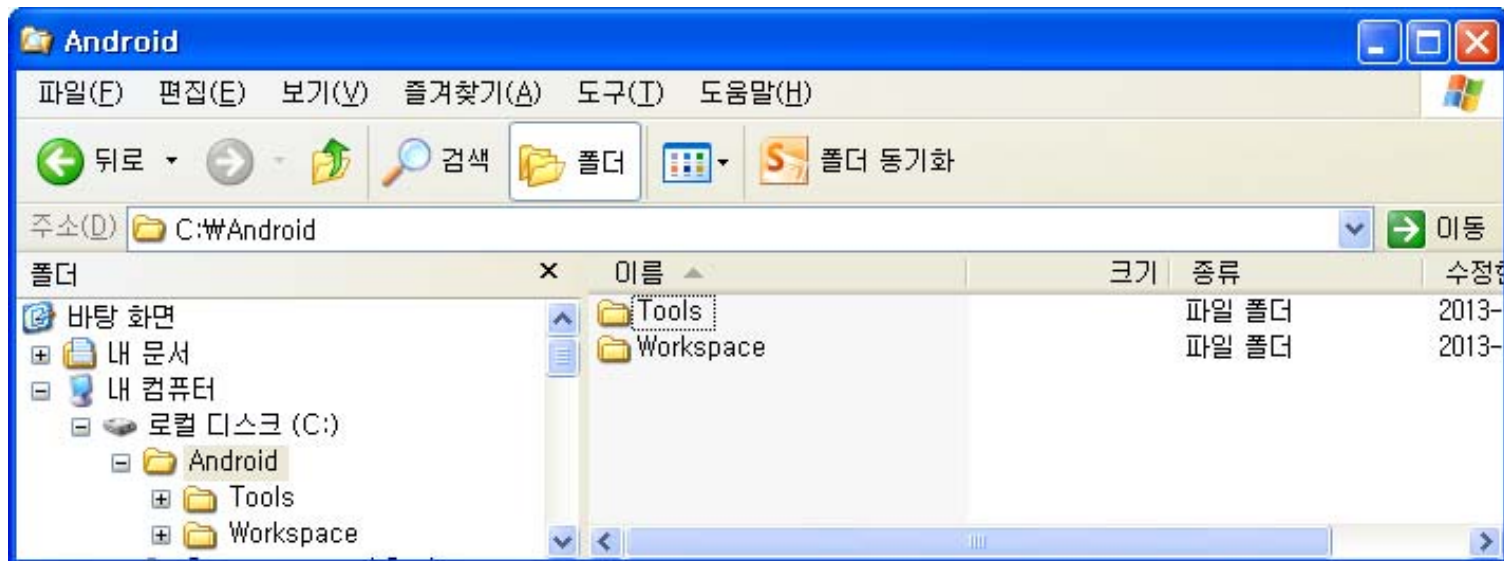 Android
파일(F) 편집(E) 보기(V) 즐겨찾기(A) 도구(T) 도움말(H)
뒤로 검색 폴더 폴더 동기화
주소(D) C:₩Android 이동
폴더 이름 크기 종류
바탕 화면
내 문서
내 컴퓨터
로컬 디스크 (C:)
Android
Tools
Workspace
Tools 파일 폴더 2013-
Workspace 파일 폴더 2013-